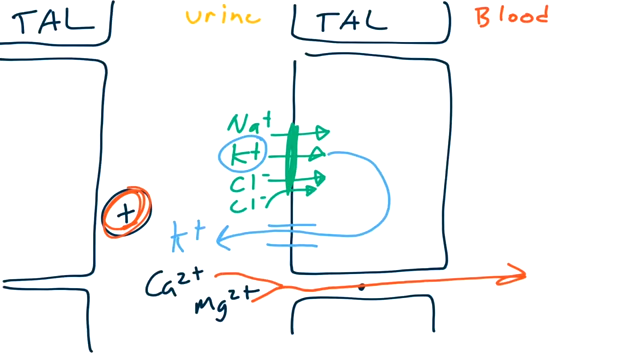 TAL
urine
TAL
Blood
Na+
K+
Cl-
Cl-
+
K+
Ca2+
Mg2+